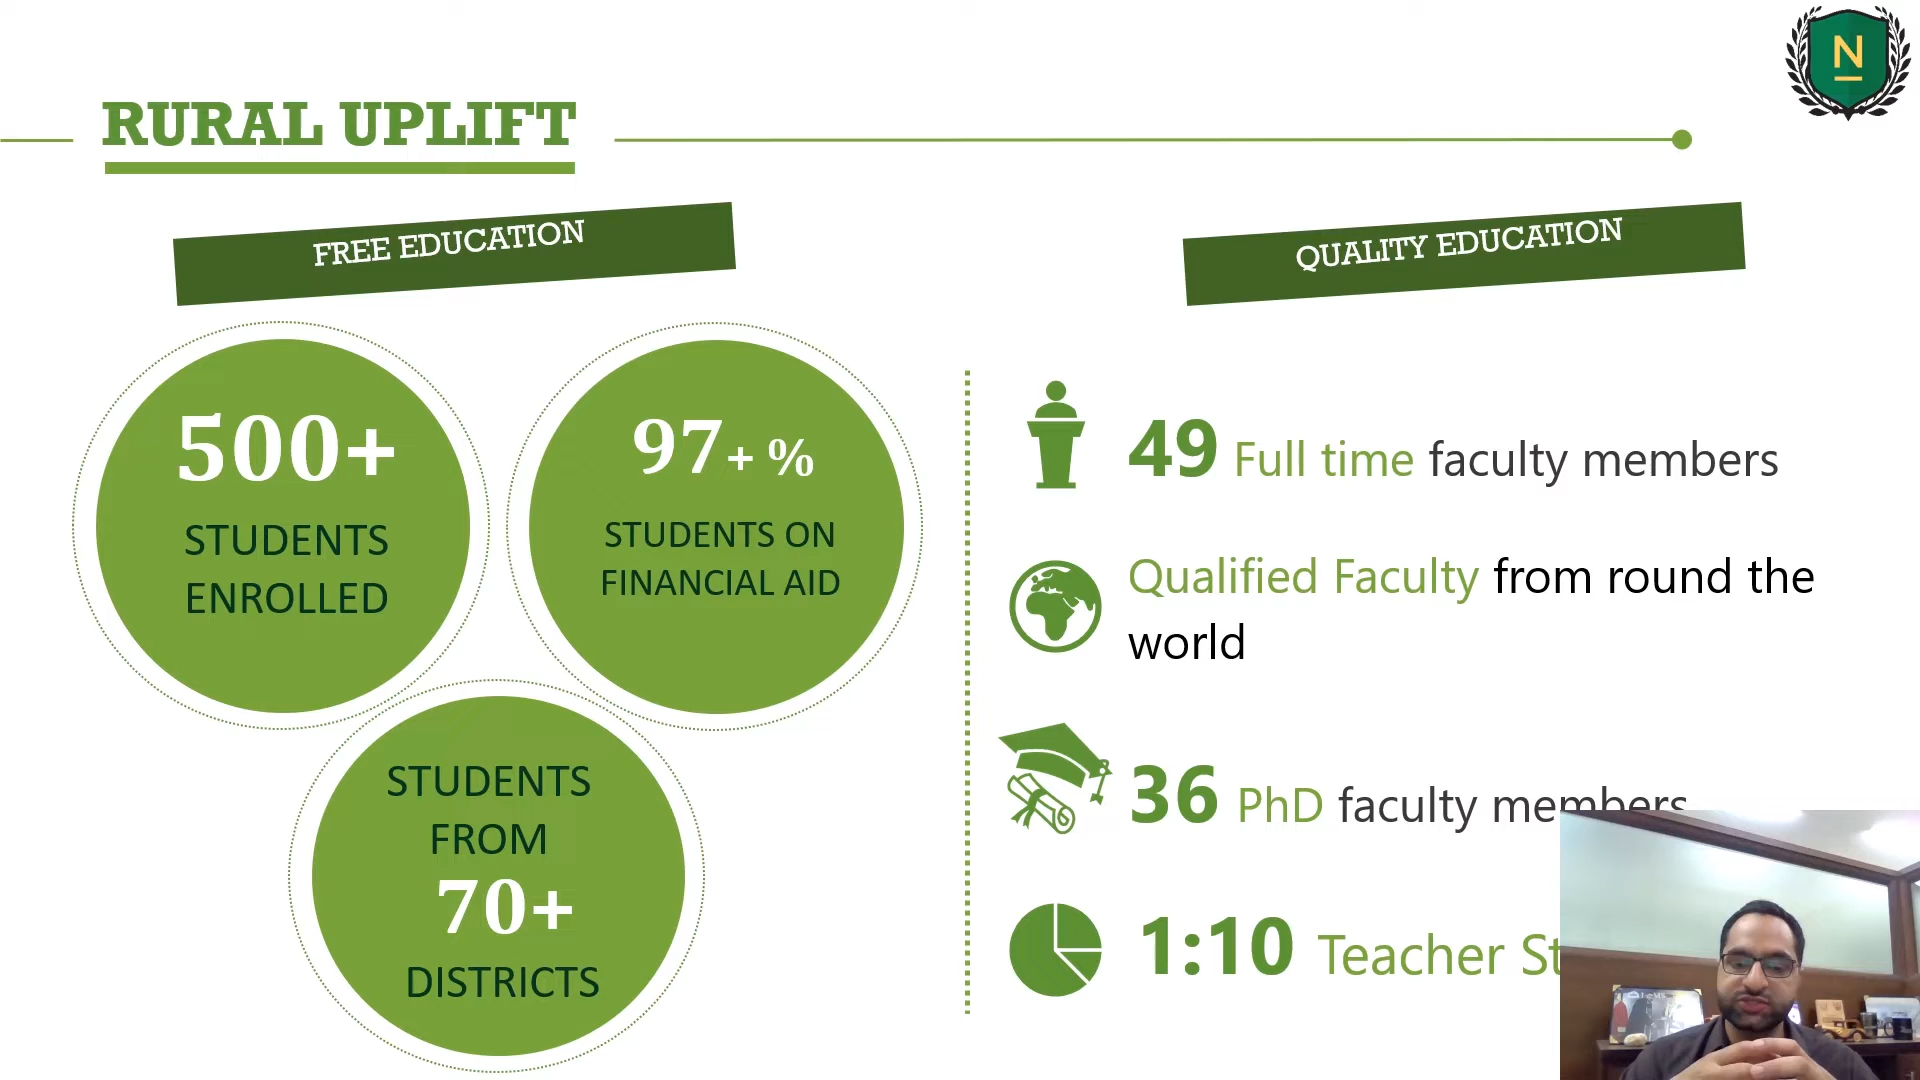 N
RURAL UPLIFT
FREE EDUCATION
500+
STUDENTS
ENROLLED
97+ %
STUDENTS ON
FINANCIAL AID
STUDENTS
FROM
70+
DISTRICTS
QUALITY EDUCATION
49 Full time faculty members
Qualified Faculty from round the
world
36 PhD faculty members
1:10 Teacher